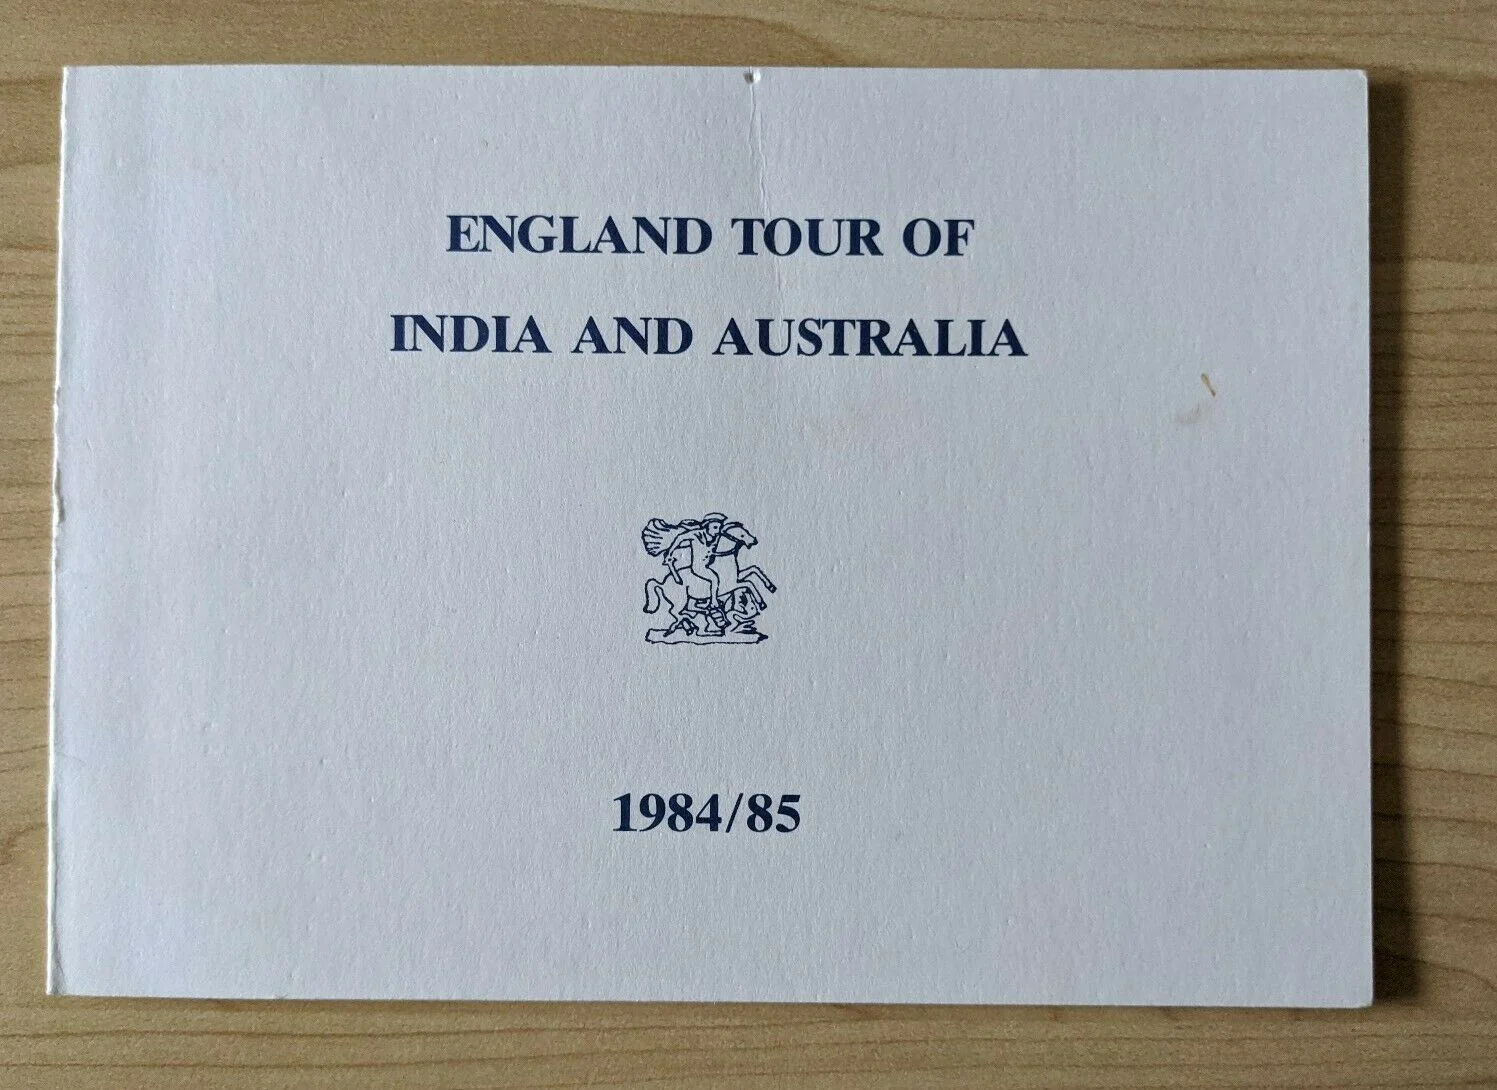 ENGLAND TOUR OF
INDIA AND AUSTRALIA
1984/85